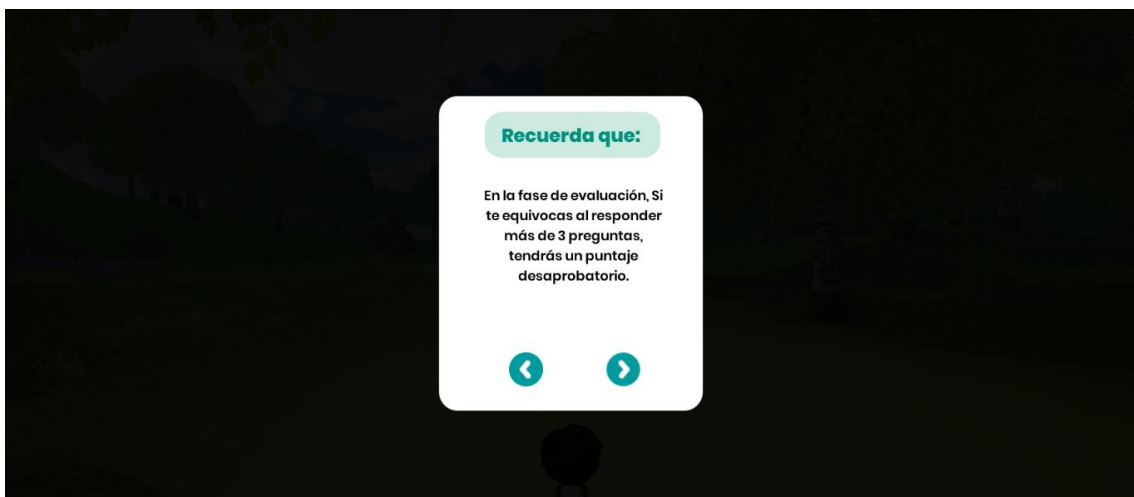 Recuerda que:
En la fase de evaluación, Si
te equivocas al responder
más de 3 preguntas,
tendrás un puntaje
desaprobatorio.